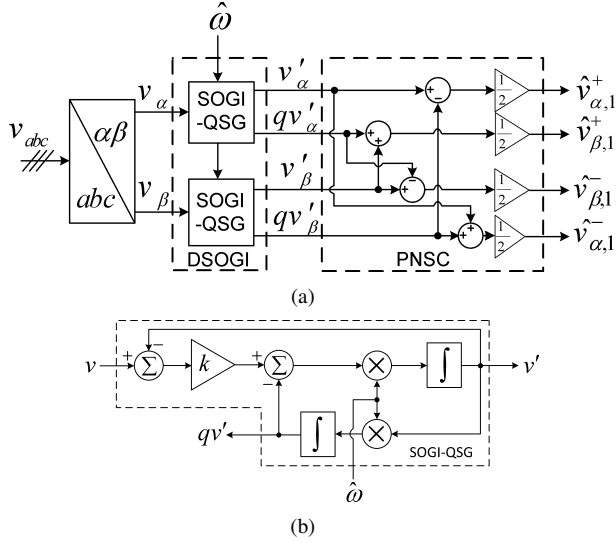 ω̂
v_abc
αβ
abc
v_α
v_β
SOGI
-QSG
SOGI
-QSG
DSOGI
v'_α
qv'_α
v'_β
qv'_β
+
−
+
+
−
+
+
+
PNSC
1/2
1/2
1/2
1/2
v̂⁺_α,1
v̂⁺_β,1
v̂⁻_β,1
v̂⁻_α,1
(a)
v
+
−
Σ
k
+
−
Σ
×
∫
v'
qv'
∫
×
SOGI-QSG
ω̂
(b)